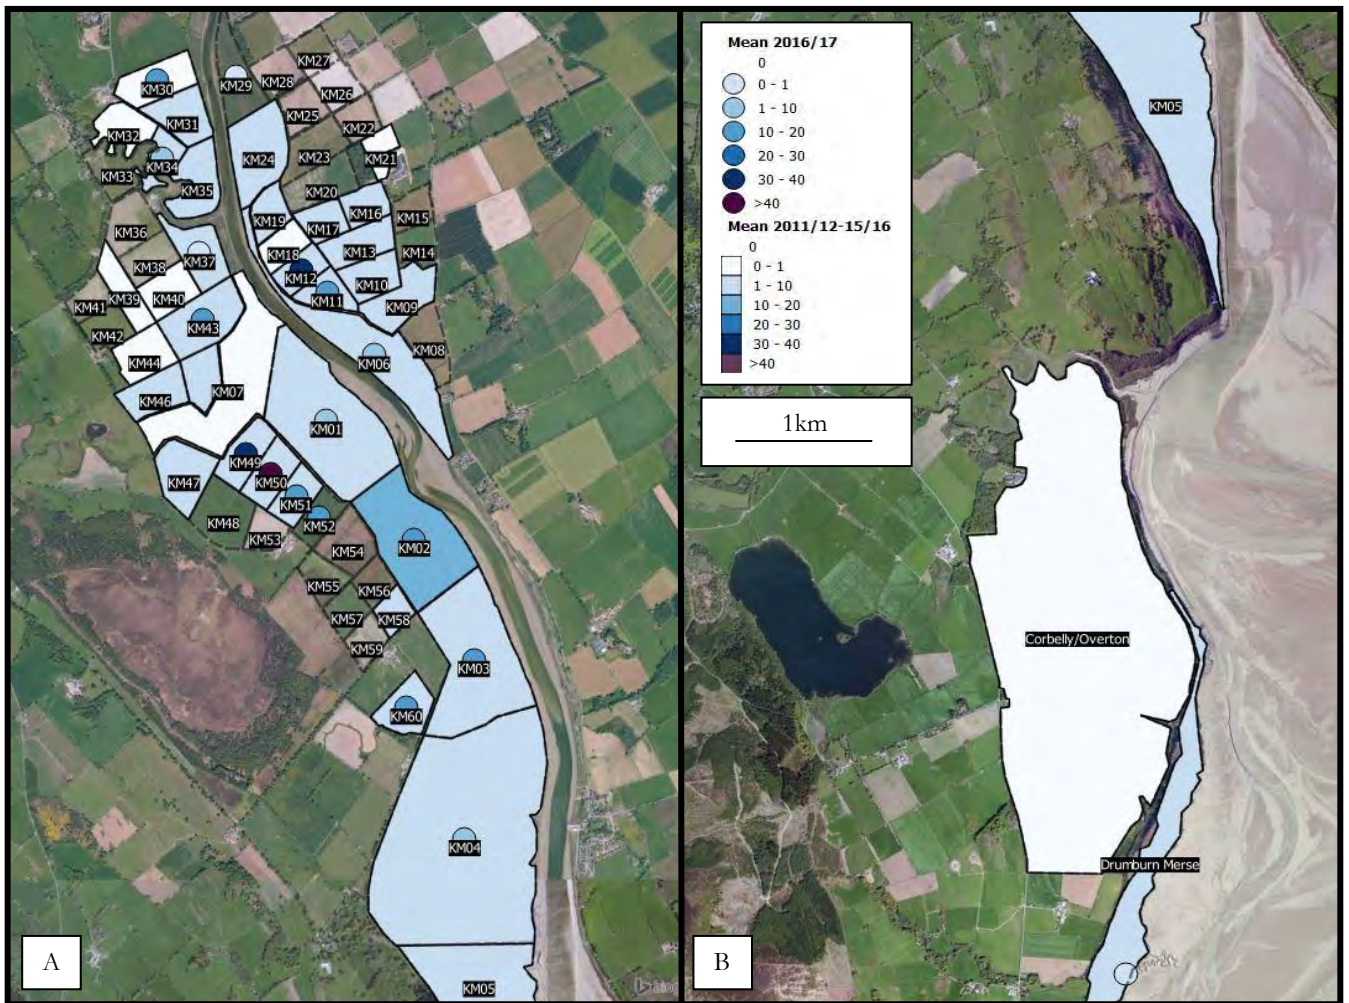 KM27
KM28
KM29
KM30
KM26
KM25
KM31
KM22
KM32
KM24
KM23
KM21
KM34
KM33
KM35
KM20
KM16
KM15
KM19
KM17
KM36
KM18
KM13
KM14
KM37
KM38
KM12
KM10
KM39
KM40
KM11
KM09
KM41
KM43
KM42
KM08
KM44
KM06
KM07
KM46
KM01
KM49
KM47
KM50
KM51
KM48
KM52
KM53
KM54
KM02
KM55
KM56
KM57
KM58
KM59
KM03
KM60
KM04
KM05
A
Mean 2016/17
0
0 - 1
1 - 10
10 - 20
20 - 30
30 - 40
>40
Mean 2011/12-15/16
0
0 - 1
1 - 10
10 - 20
20 - 30
30 - 40
>40
1km
KM05
Corbelly/Overton
Drumburn Merse
B